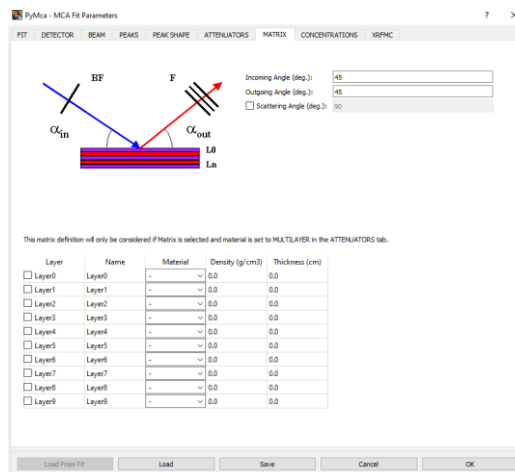 PyMca - MCA Fit Parameters ? ×
FIT DETECTOR BEAM PEAKS PEAK SHAPE ATTENUATORS MATRIX CONCENTRATIONS XRFMC
BF F
αin αout
L0
Ln
Incoming Angle (deg.): 45
Outgoing Angle (deg.): 45
Scattering Angle (deg.): 90
This matrix definition will only be considered if Matrix is selected and material is set to MULTILAYER in the ATTENUATORS tab.
Layer Name Material Density (g/cm3) Thickness (cm)
Layer0 Layer0 - 0.0 0.0
Layer1 Layer1 - 0.0 0.0
Layer2 Layer2 - 0.0 0.0
Layer3 Layer3 - 0.0 0.0
Layer4 Layer4 - 0.0 0.0
Layer5 Layer5 - 0.0 0.0
Layer6 Layer6 - 0.0 0.0
Layer7 Layer7 - 0.0 0.0
Layer8 Layer8 - 0.0 0.0
Layer9 Layer9 - 0.0 0.0
Load From Fit Load Save Cancel OK